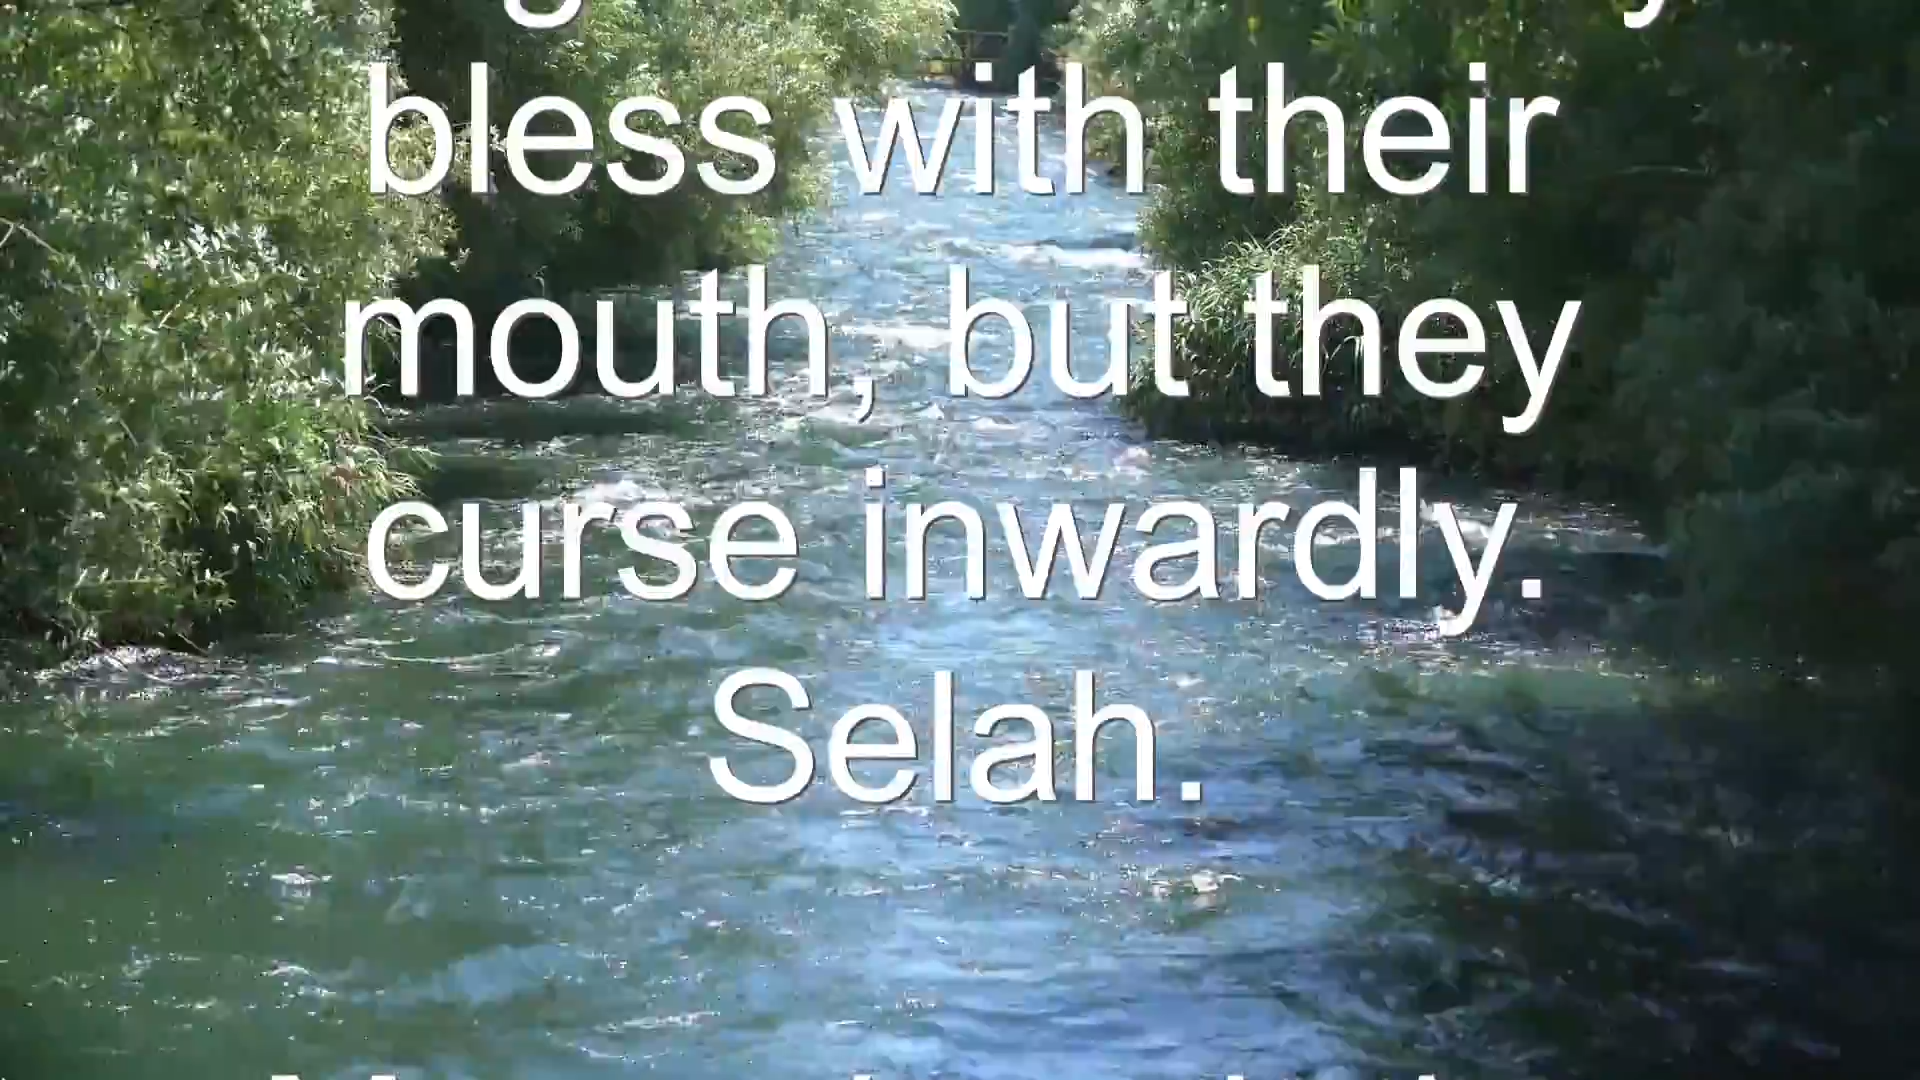 bless with their
mouth, but they
curse inwardly.
Selah.